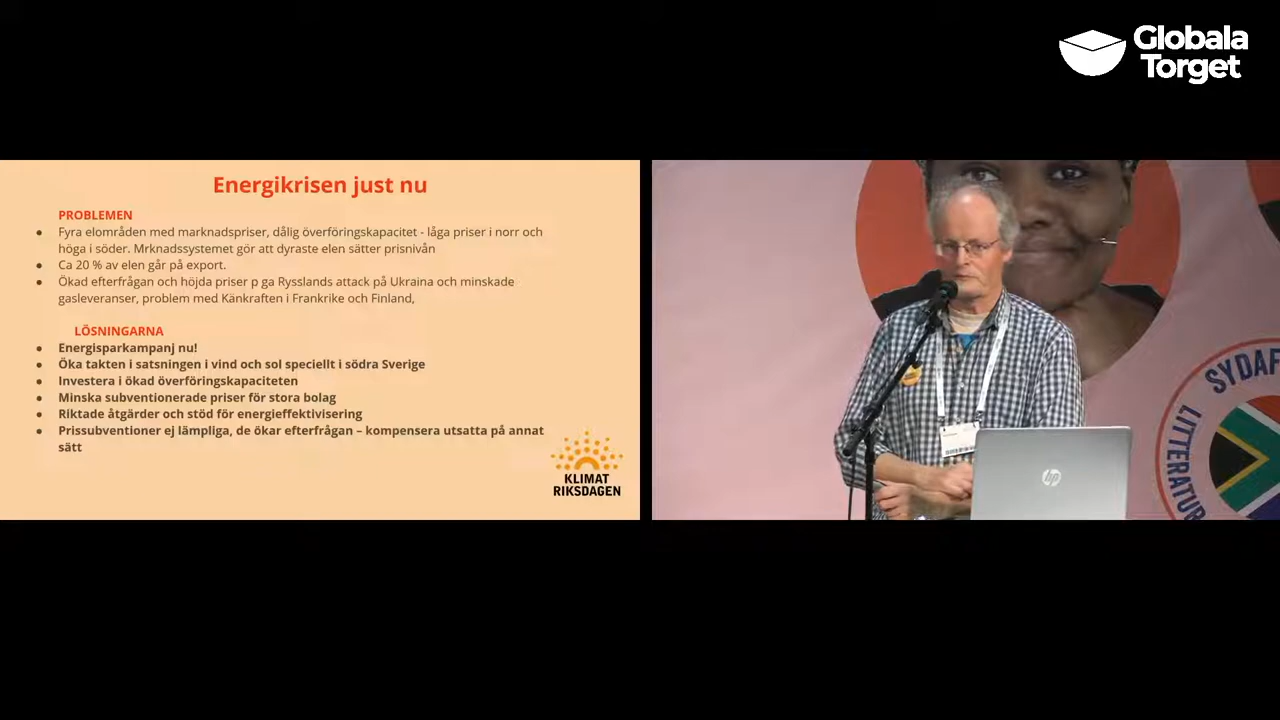 Globala
Torget
Energikrisen just nu
PROBLEMEN
• Fyra elområden med marknadspriser, dålig överföringskapacitet - låga priser i norr och
höga i söder. Mrknadssystemet gör att dyraste elen sätter prisnivån
• Ca 20 % av elen går på export.
• Ökad efterfrågan och höjda priser p ga Rysslands attack på Ukraina och minskade
gasleveranser, problem med Känkraften i Frankrike och Finland,
LÖSNINGARNA
• Energisparkampanj nu!
• Öka takten i satsningen i vind och sol speciellt i södra Sverige
• Investera i ökad överföringskapaciteten
• Minska subventionerade priser för stora bolag
• Riktade åtgärder och stöd för energieffektivisering
• Prissubventioner ej lämpliga, de ökar efterfrågan – kompensera utsatta på annat
sätt
KLIMAT
RIKSDAGEN
hp
SYDAF
LITTERATUR